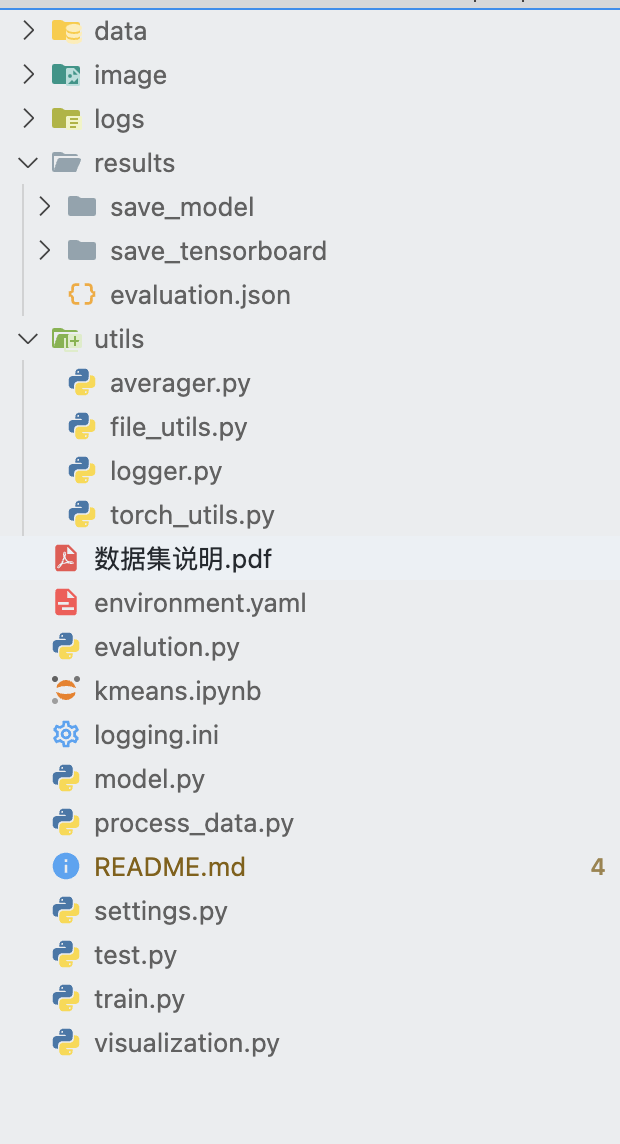 data
image
logs
results
save_model
save_tensorboard
evaluation.json
utils
averager.py
file_utils.py
logger.py
torch_utils.py
数据集说明.pdf
environment.yaml
evalution.py
kmeans.ipynb
logging.ini
model.py
process_data.py
README.md 4
settings.py
test.py
train.py
visualization.py